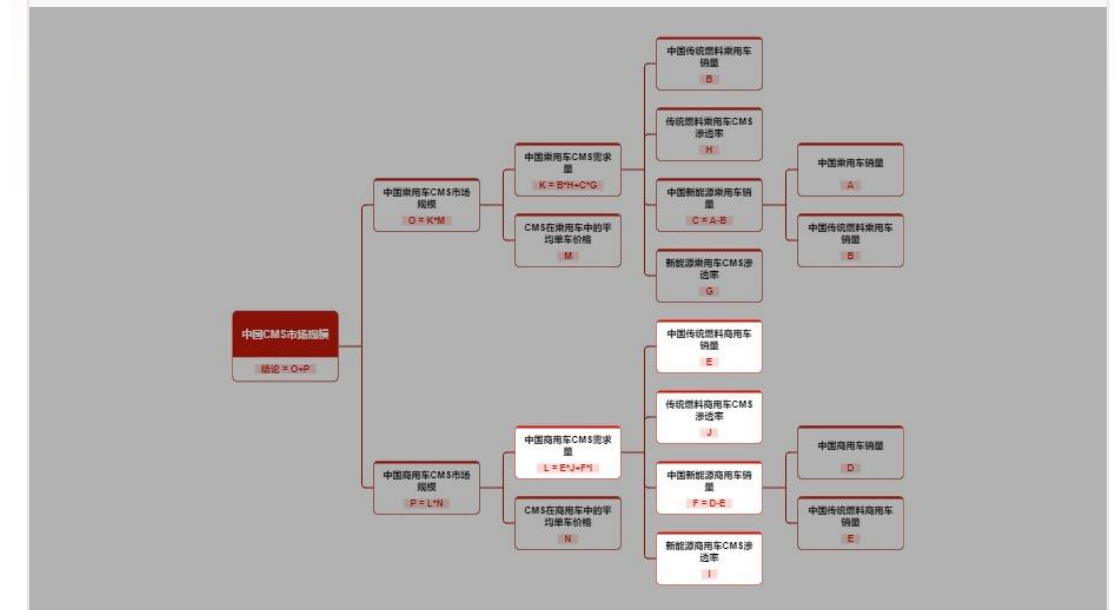 中国传统燃料乘用车
销量
B
传统燃料乘用车CMS
渗透率
H
中国乘用车CMS需求
量
K = B*H+C*G
中国乘用车销量
A
中国乘用车CMS市场
规模
O = K*M
中国新能源乘用车销
量
C = A-B
CMS在乘用车中的平
均单车价格
M
中国传统燃料乘用车
销量
B
新能源乘用车CMS渗
透率
G
中国CMS市场规模
结论 = O+P
中国传统燃料商用车
销量
E
传统燃料商用车CMS
渗透率
J
中国商用车CMS需求
量
L = E*J+F*I
中国商用车销量
D
中国商用车CMS市场
规模
P = L*N
中国新能源商用车销
量
F = D-E
CMS在商用车中的平
均单车价格
N
中国传统燃料商用车
销量
E
新能源商用车CMS渗
透率
I